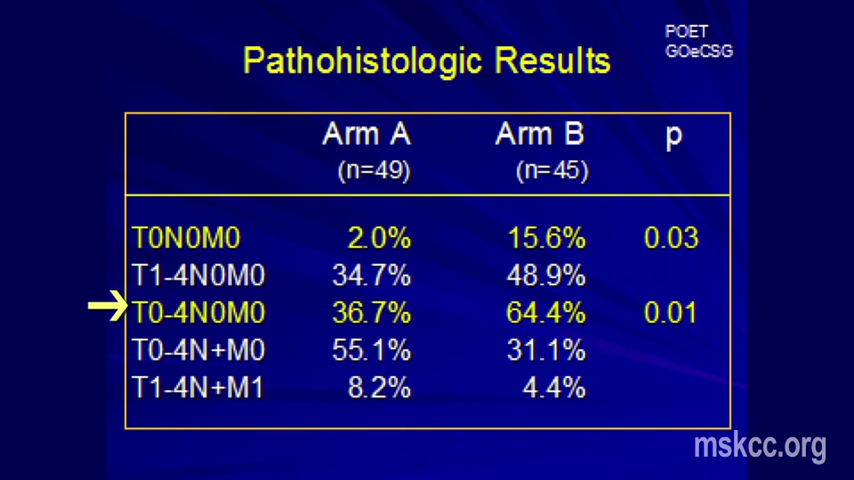 POET
GOeCSG
Pathohistologic Results
Arm A Arm B p
(n=49) (n=45)
T0N0M0 2.0% 15.6% 0.03
T1-4N0M0 34.7% 48.9%
T0-4N0M0 36.7% 64.4% 0.01
T0-4N+M0 55.1% 31.1%
T1-4N+M1 8.2% 4.4%
mskcc.org